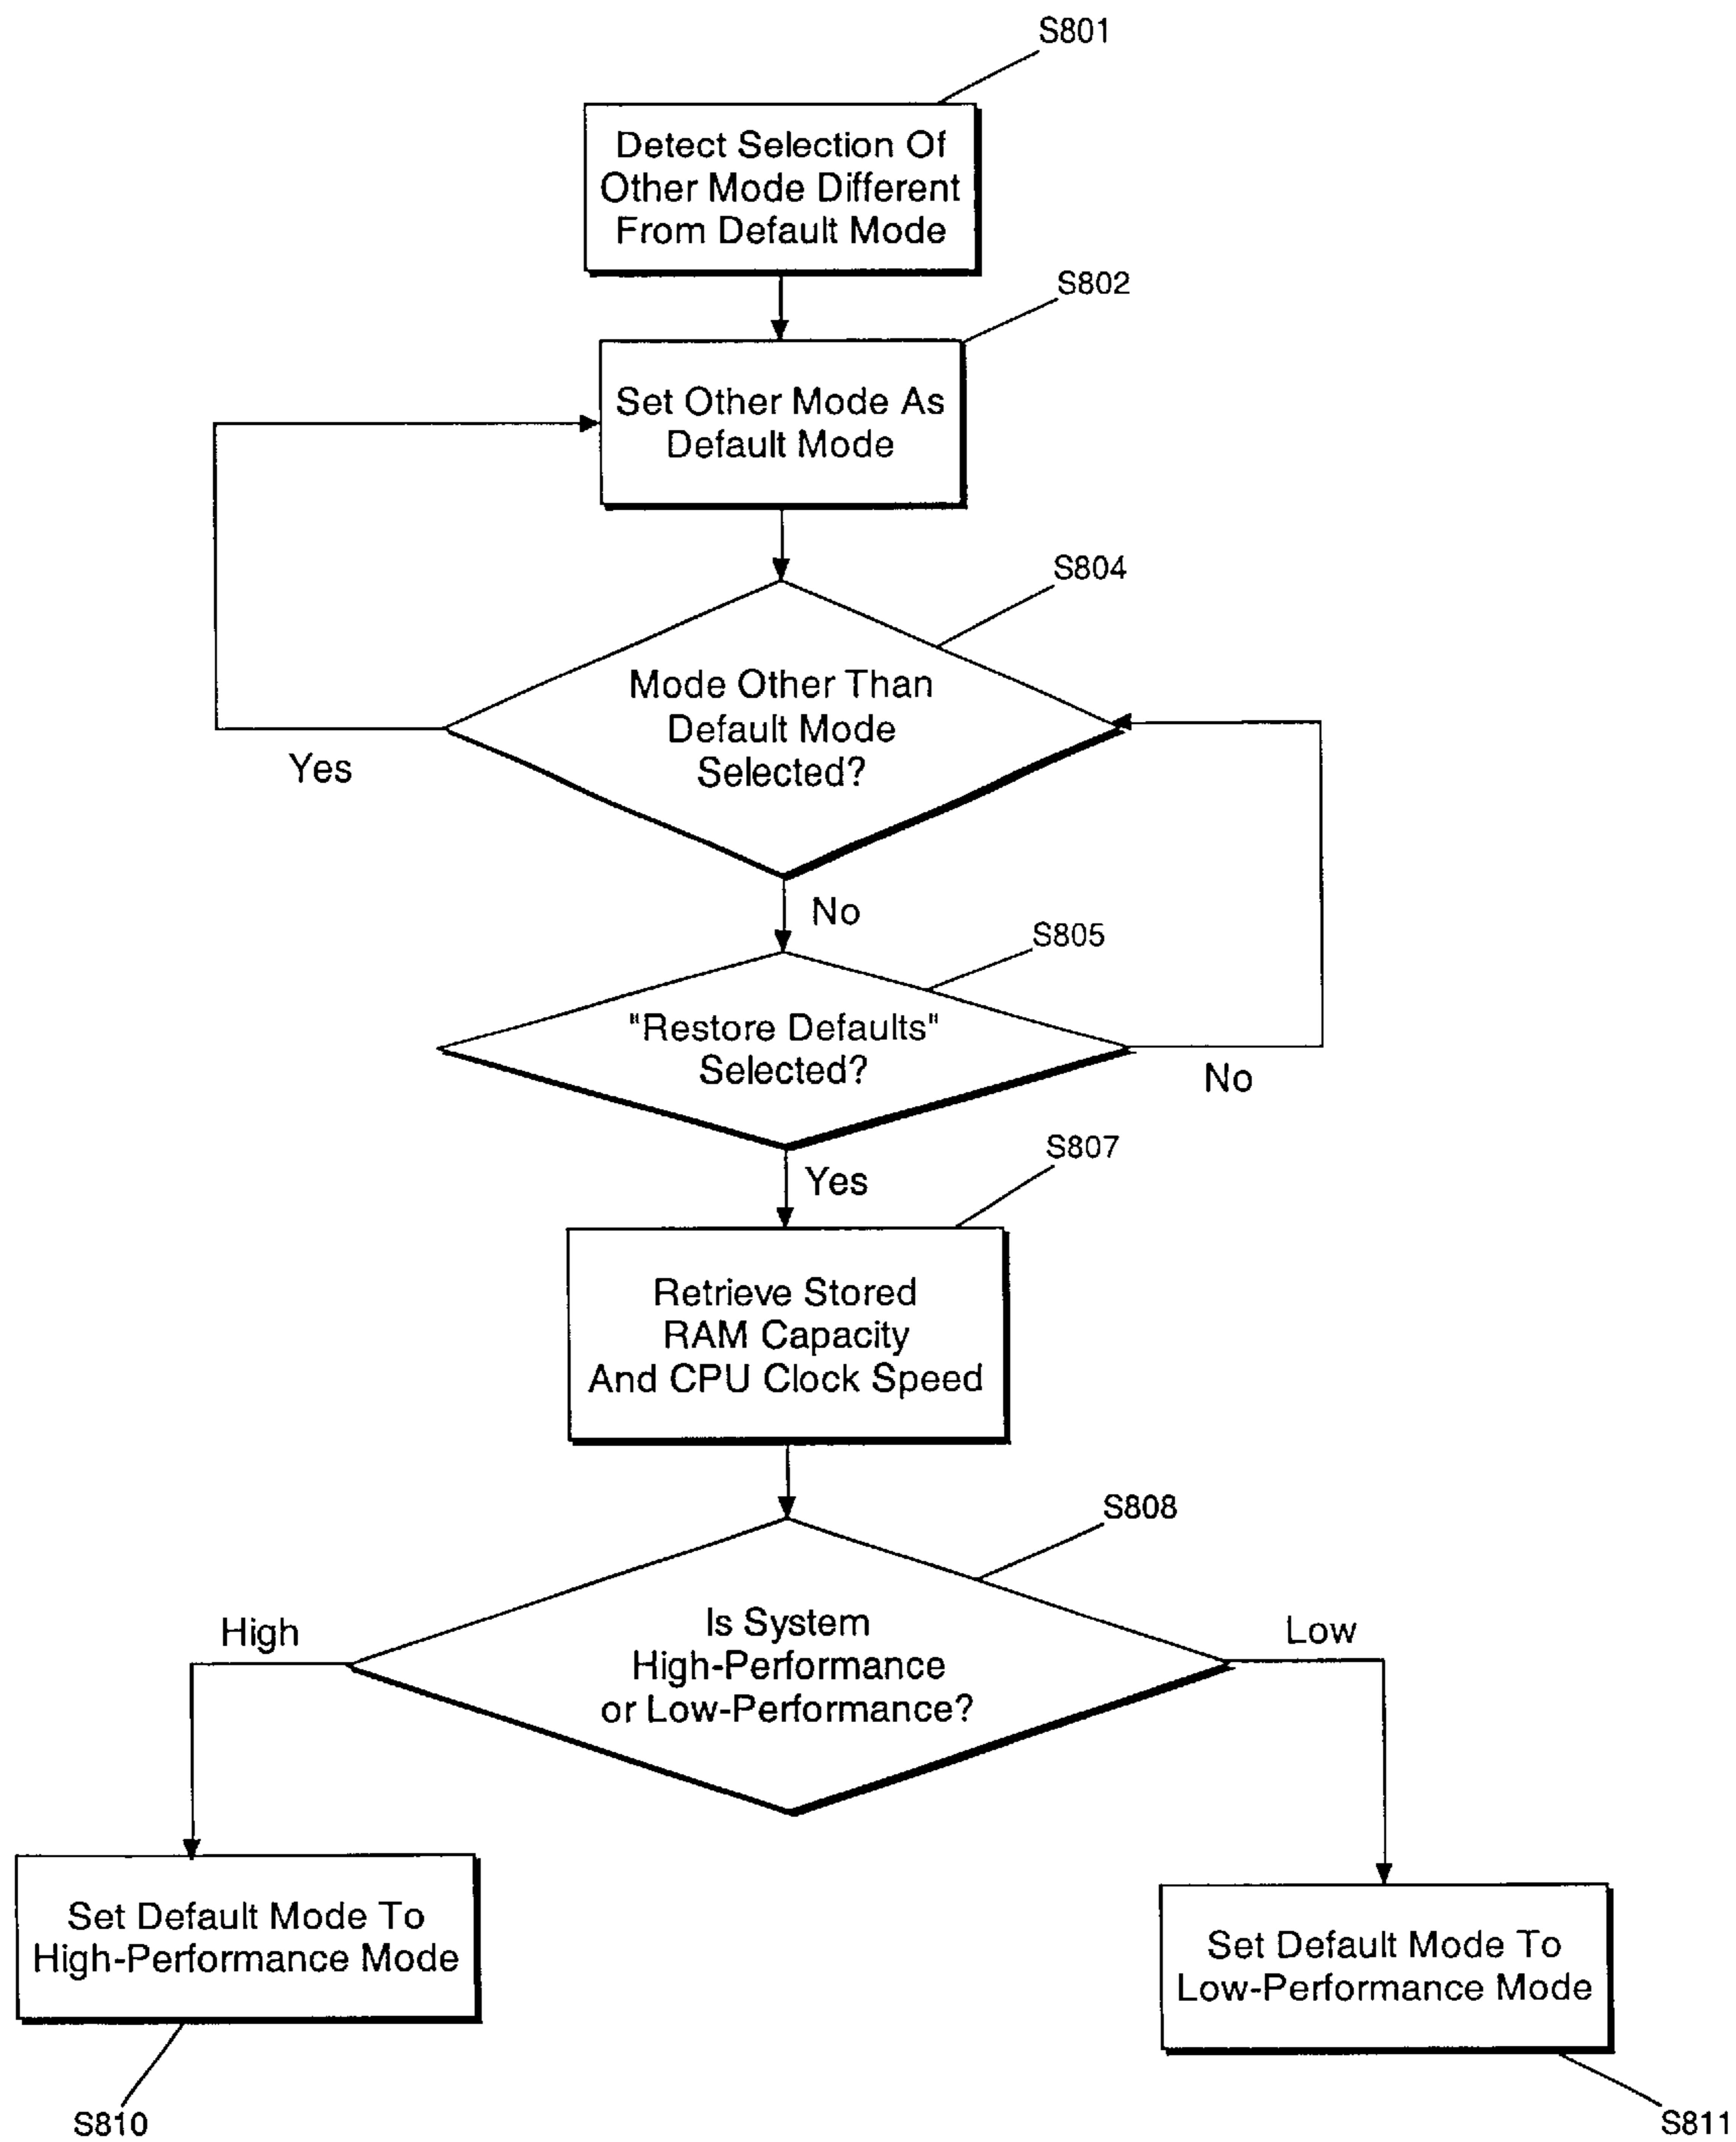 S801
Detect Selection Of
Other Mode Different
From Default Mode
S802
Set Other Mode As
Default Mode
S804
Mode Other Than
Default Mode
Selected?
Yes
No
S805
"Restore Defaults"
Selected?
No
S807
Yes
Retrieve Stored
RAM Capacity
And CPU Clock Speed
S808
Is System
High-Performance
or Low-Performance?
High
Low
Set Default Mode To
High-Performance Mode
Set Default Mode To
Low-Performance Mode
S810
S811